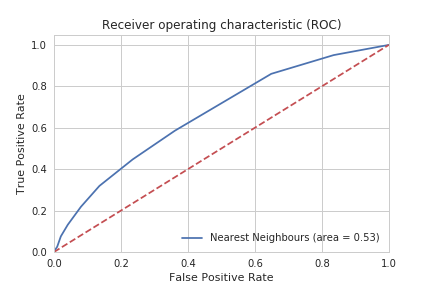 Receiver operating characteristic (ROC)
1.0
0.8
0.6
0.4
0.2
0.0
True Positive Rate
Nearest Neighbours (area = 0.53)
0.0 0.2 0.4 0.6 0.8 1.0
False Positive Rate